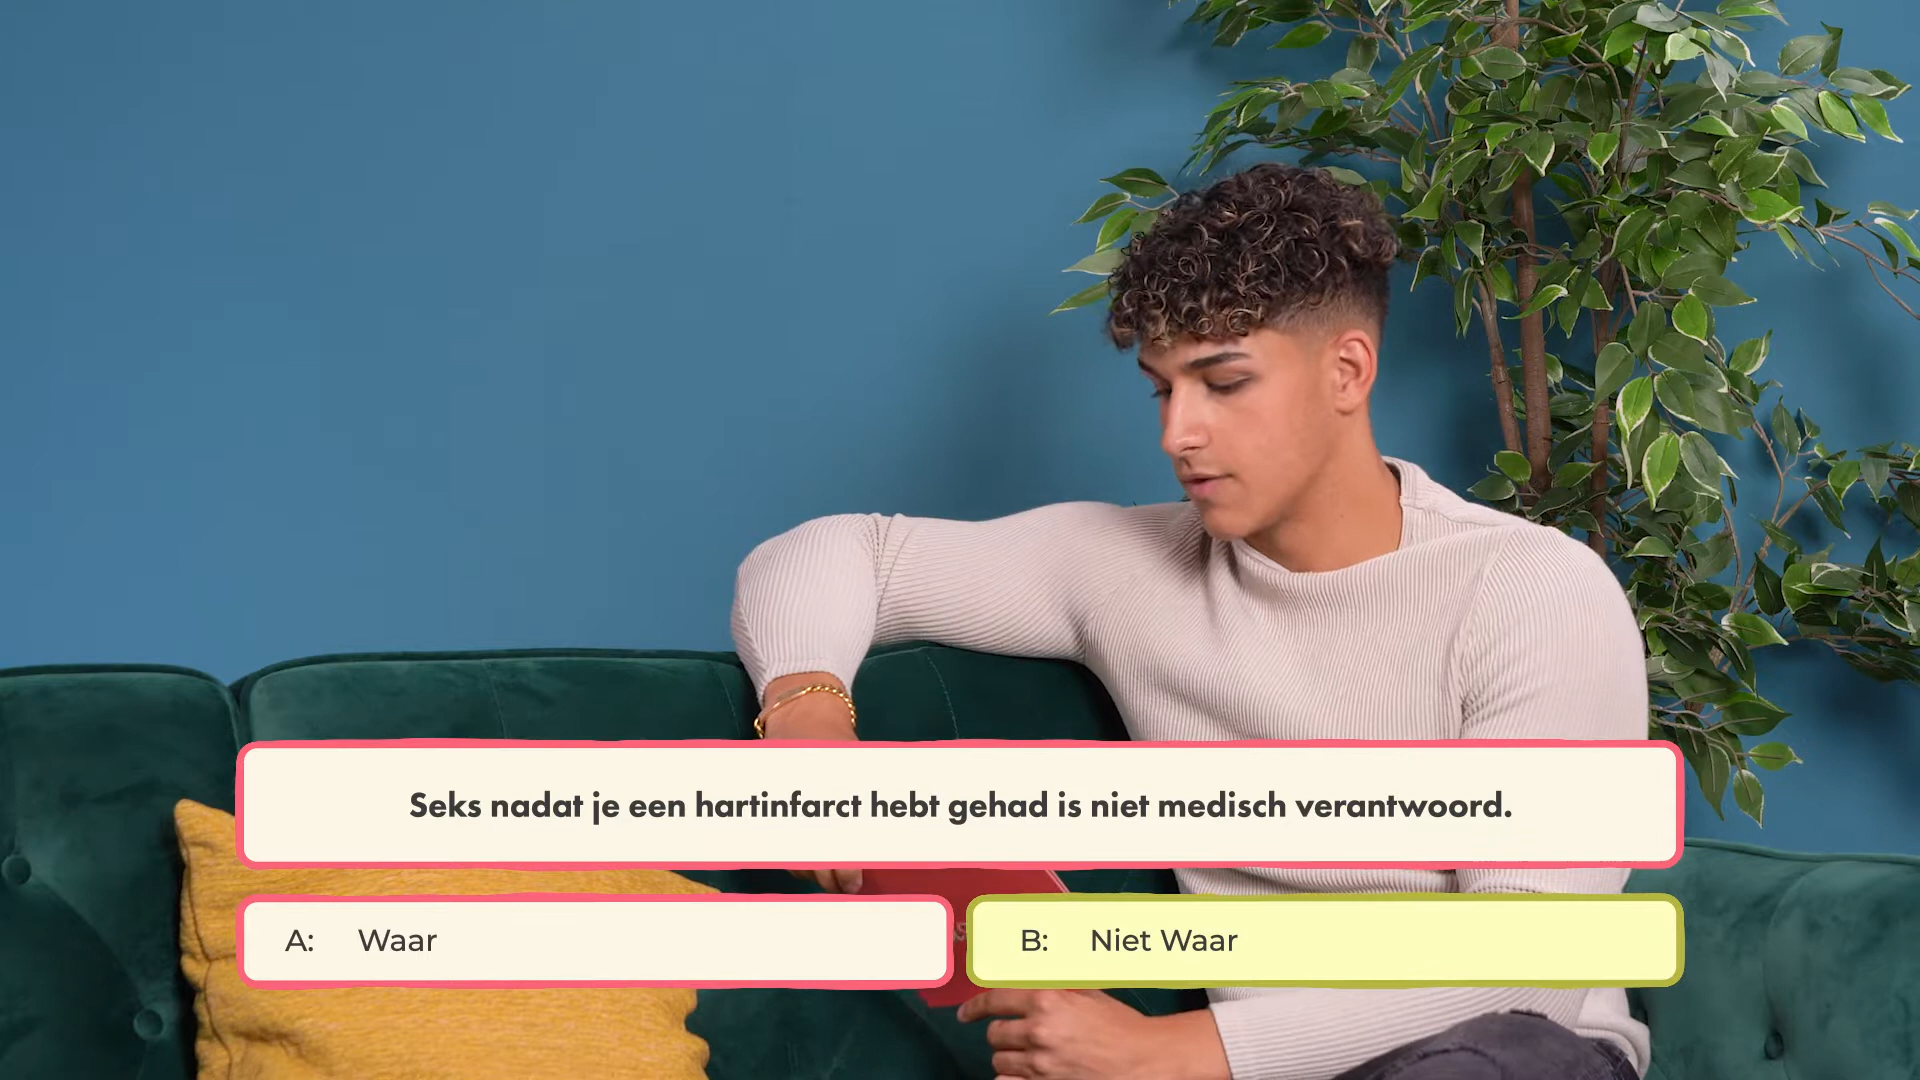 Seks nadat je een hartinfarct hebt gehad is niet medisch verantwoord.
A: Waar
B: Niet Waar